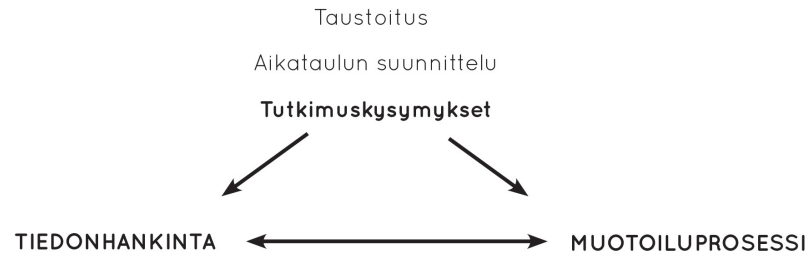 Taustoitus
Aikataulun suunnittelu
Tutkimuskysymykset
TIEDONHANKINTA
MUOTOILUPROSESSI